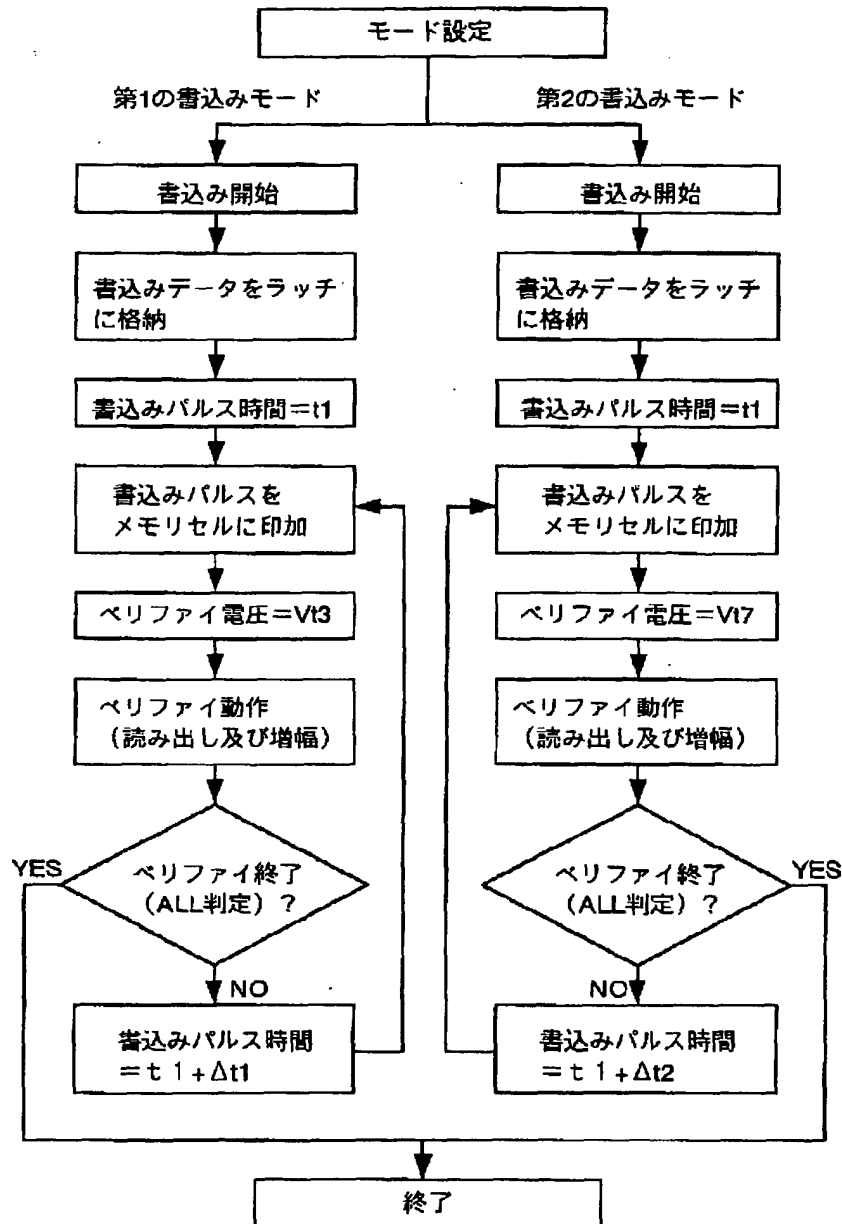 モード設定
第1の書込みモード
第2の書込みモード
書込み開始
書込みデータをラッチ
に格納
書込みパルス時間=t1
書込みパルスを
メモリセルに印加
ベリファイ電圧=Vt3
ベリファイ動作
(読み出し及び増幅)
ベリファイ終了
(ALL判定)?
YES
NO
書込みパルス時間
=t1+Δt1
書込み開始
書込みデータをラッチ
に格納
書込みパルス時間=t1
書込みパルスを
メモリセルに印加
ベリファイ電圧=Vt7
ベリファイ動作
(読み出し及び増幅)
ベリファイ終了
(ALL判定)?
YES
NO
書込みパルス時間
=t1+Δt2
終了